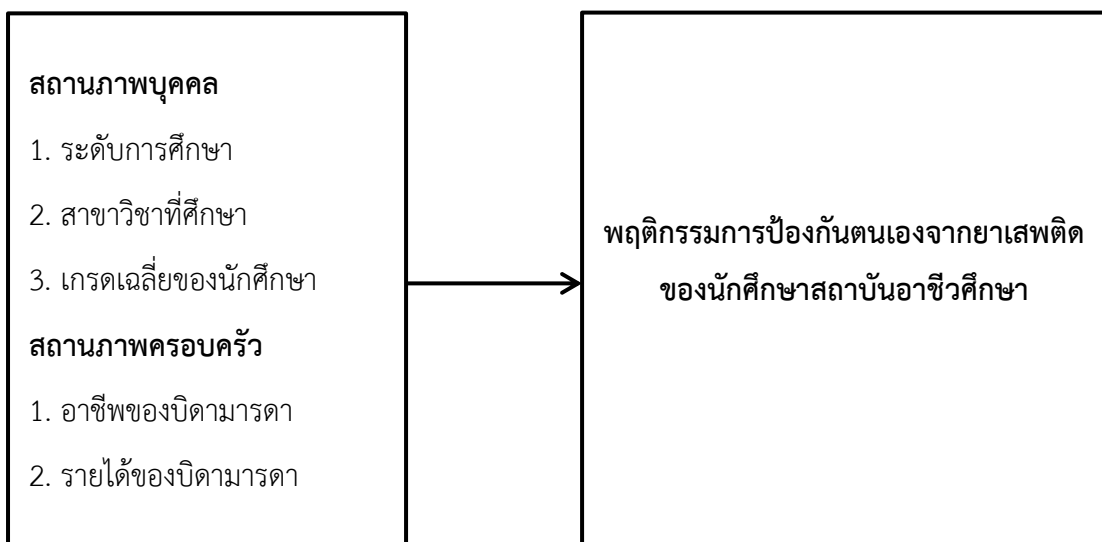 สถานภาพบุคคล
1. ระดับการศึกษา
2. สาขาวิชาที่ศึกษา
3. เกรดเฉลี่ยของนักศึกษา
สถานภาพครอบครัว
1. อาชีพของบิดามารดา
2. รายได้ของบิดามารดา
พฤติกรรมการป้องกันตนเองจากยาเสพติด
ของนักศึกษาสถาบันอาชีวศึกษา